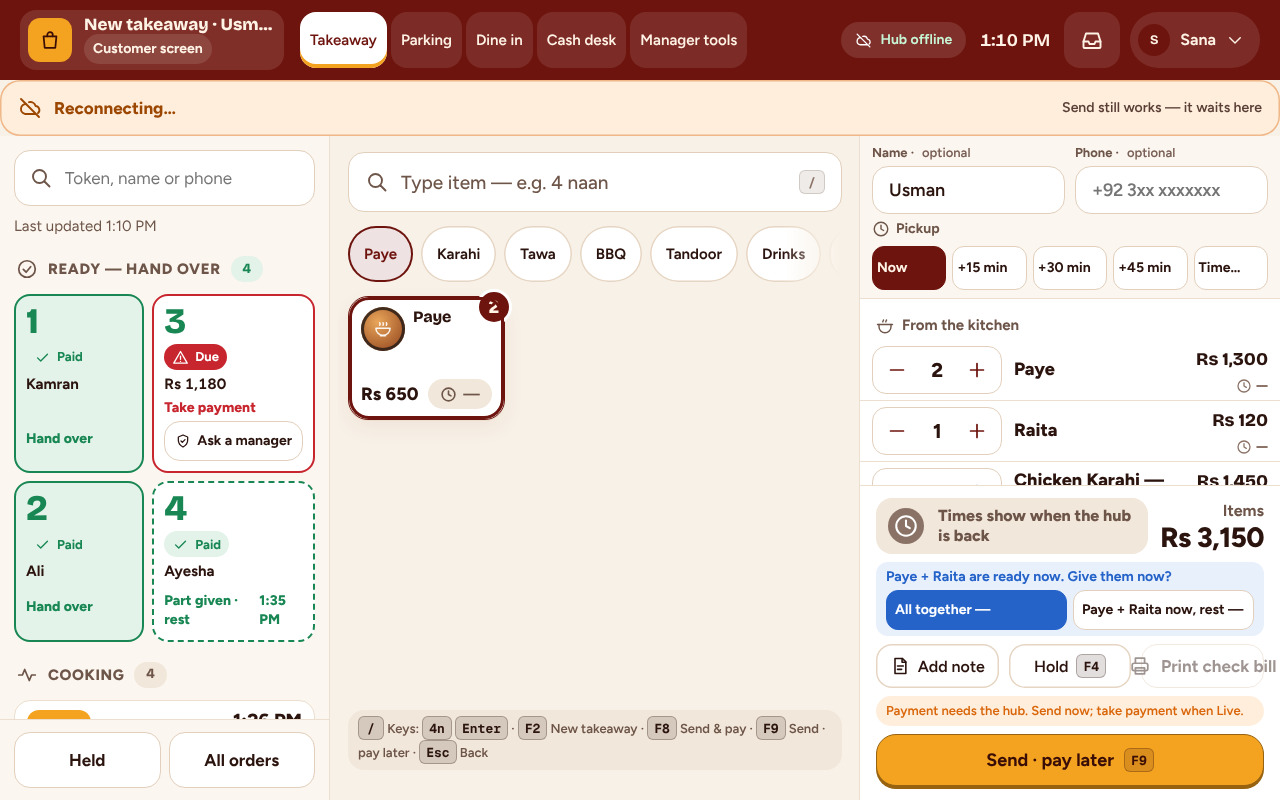 New takeaway · Usm...
Customer screen
Takeaway
Parking
Dine in
Cash desk
Manager tools
Hub offline
1:10 PM
S
Sana
Reconnecting...
Send still works — it waits here
Token, name or phone
Last updated 1:10 PM
READY — HAND OVER 4
1
Paid
Kamran
Hand over
3
Due
Rs 1,180
Take payment
Ask a manager
2
Paid
Ali
Hand over
4
Paid
Ayesha
Part given · rest
1:35 PM
COOKING 4
1:26 PM
Held
All orders
Type item — e.g. 4 naan
/
Paye
Karahi
Tawa
BBQ
Tandoor
Drinks
Paye
2
Rs 650
—
/ Keys: 4n Enter · F2 New takeaway · F8 Send & pay · F9 Send ·
pay later · Esc Back
Name · optional
Phone · optional
Usman
+92 3xx xxxxxxx
Pickup
Now
+15 min
+30 min
+45 min
Time...
From the kitchen
2
Paye
Rs 1,300
—
1
Raita
Rs 120
—
Chicken Karahi —
Rs 1,450
Times show when the hub
is back
Items
Rs 3,150
Paye + Raita are ready now. Give them now?
All together —
Paye + Raita now, rest —
Add note
Hold F4
Print check bill
Payment needs the hub. Send now; take payment when Live.
Send · pay later F9